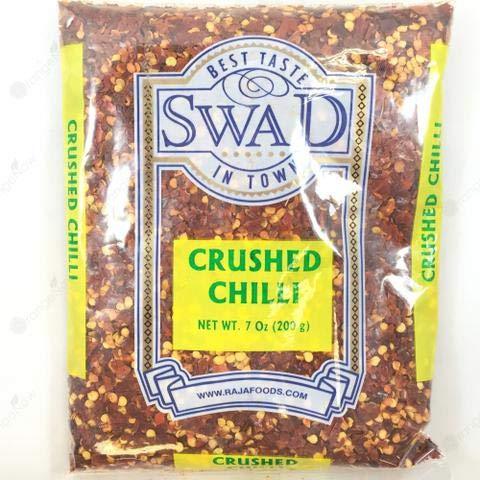 BEST TASTE
SWAD
IN TOWN
CRUSHED CHILLI
CRUSHED CHILLI
CRUSHED
CHILLI
NET WT. 7 Oz (200 g)
WWW.RAJAFOODS.COM
CRUSHED